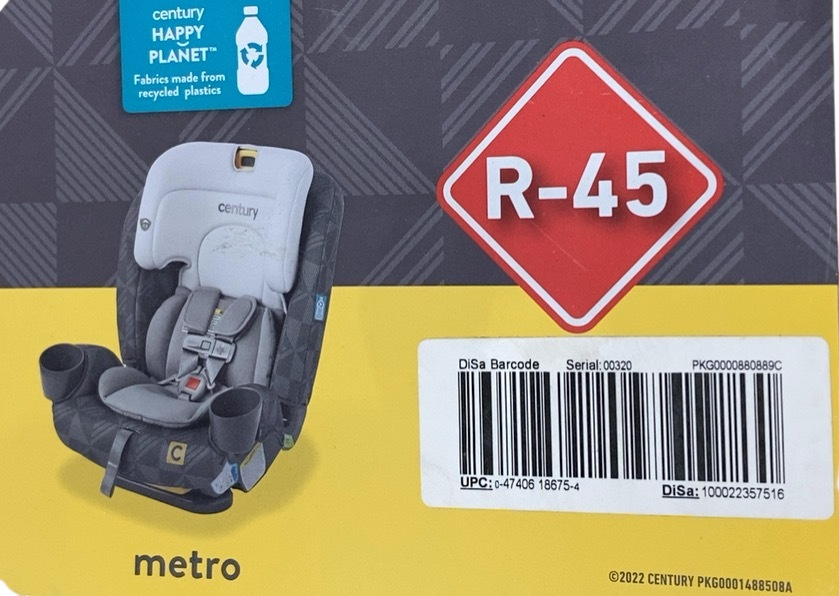 century
HAPPY
PLANET™
Fabrics made from
recycled plastics
R-45
century
C
metro
DiSa Barcode Serial: 00320 PKG0000880889C
UPC: 0-47406 18675-4 DiSa: 100022357516
©2022 CENTURY PKG0001488508A